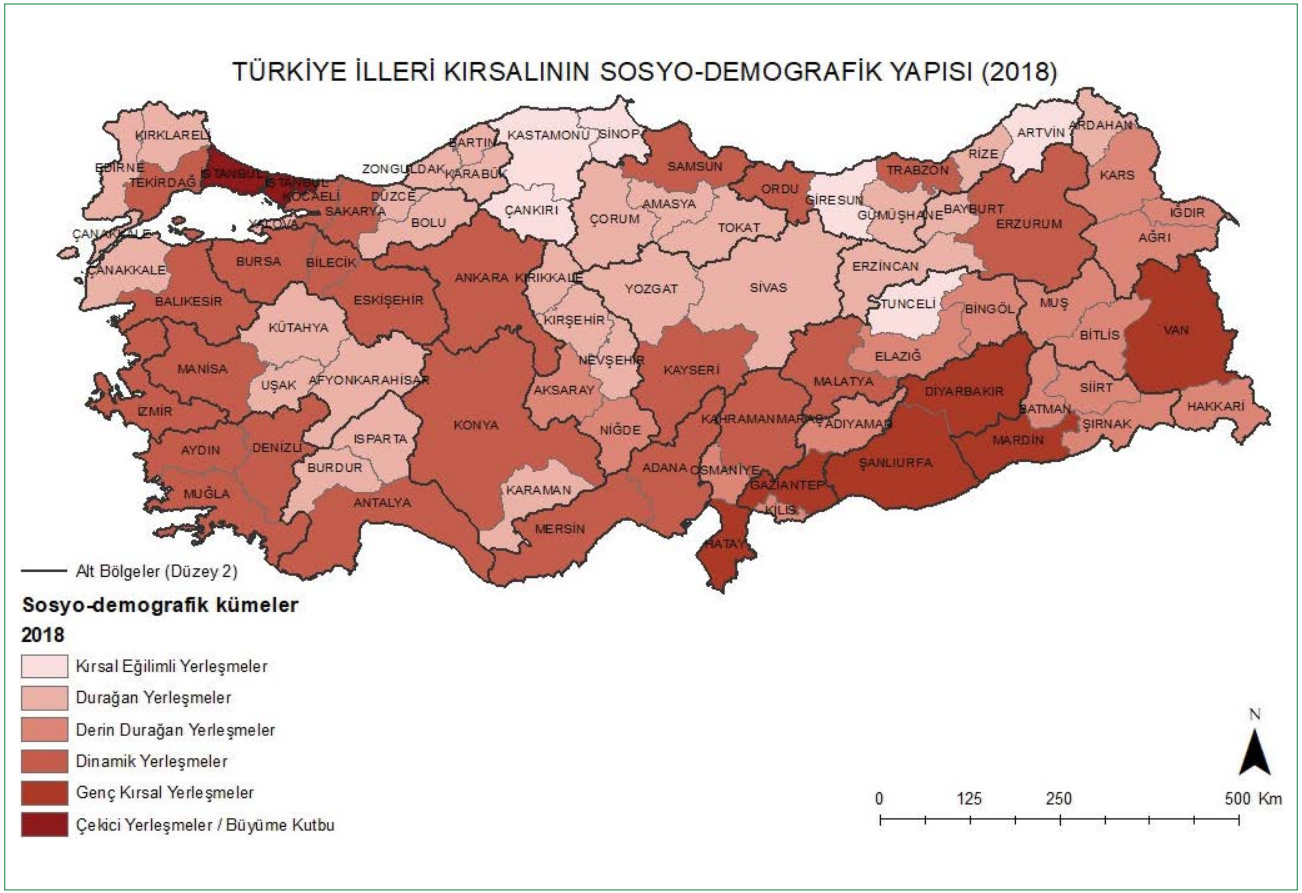 TÜRKİYE İLLERİ KIRSALININ SOSYO-DEMOGRAFİK YAPISI (2018)
KIRKLARELİ
EDİRNE
TEKİRDAĞ
İSTANBUL
İSTANBUL
KOCAELİ
YALOVA
SAKARYA
DÜZCE
ZONGULDAK
BARTIN
KARABÜK
BOLU
KASTAMONU
SİNOP
ÇANKIRI
SAMSUN
ÇORUM
AMASYA
TOKAT
ORDU
GİRESUN
TRABZON
GÜMÜŞHANE
RİZE
BAYBURT
ARTVİN
ARDAHAN
KARS
IĞDIR
AĞRI
ERZURUM
ERZİNCAN
ÇANAKKALE
ÇANAKKALE
BURSA
BİLECİK
BALIKESİR
ESKİŞEHİR
ANKARA
KIRIKKALE
YOZGAT
SİVAS
TUNCELİ
BİNGÖL
MUŞ
BİTLİS
VAN
KÜTAHYA
KIRŞEHİR
NEVŞEHİR
KAYSERİ
MALATYA
ELAZIĞ
MANİSA
UŞAK
AFYONKARAHİSAR
AKSARAY
DİYARBAKIR
BATMAN
SİİRT
ŞIRNAK
HAKKARİ
İZMİR
AYDIN
DENİZLİ
ISPARTA
BURDUR
KONYA
NİĞDE
KAHRAMANMARAŞ
ADIYAMAN
MARDİN
MUĞLA
ANTALYA
KARAMAN
MERSİN
ADANA
OSMANİYE
GAZİANTEP
ŞANLIURFA
KİLİS
HATAY
Alt Bölgeler (Düzey 2)
Sosyo-demografik kümeler
2018
Kırsal Eğilimli Yerleşmeler
Durağan Yerleşmeler
Derin Durağan Yerleşmeler
Dinamik Yerleşmeler
Genç Kırsal Yerleşmeler
Çekici Yerleşmeler / Büyüme Kutbu
N
0 125 250 500 Km